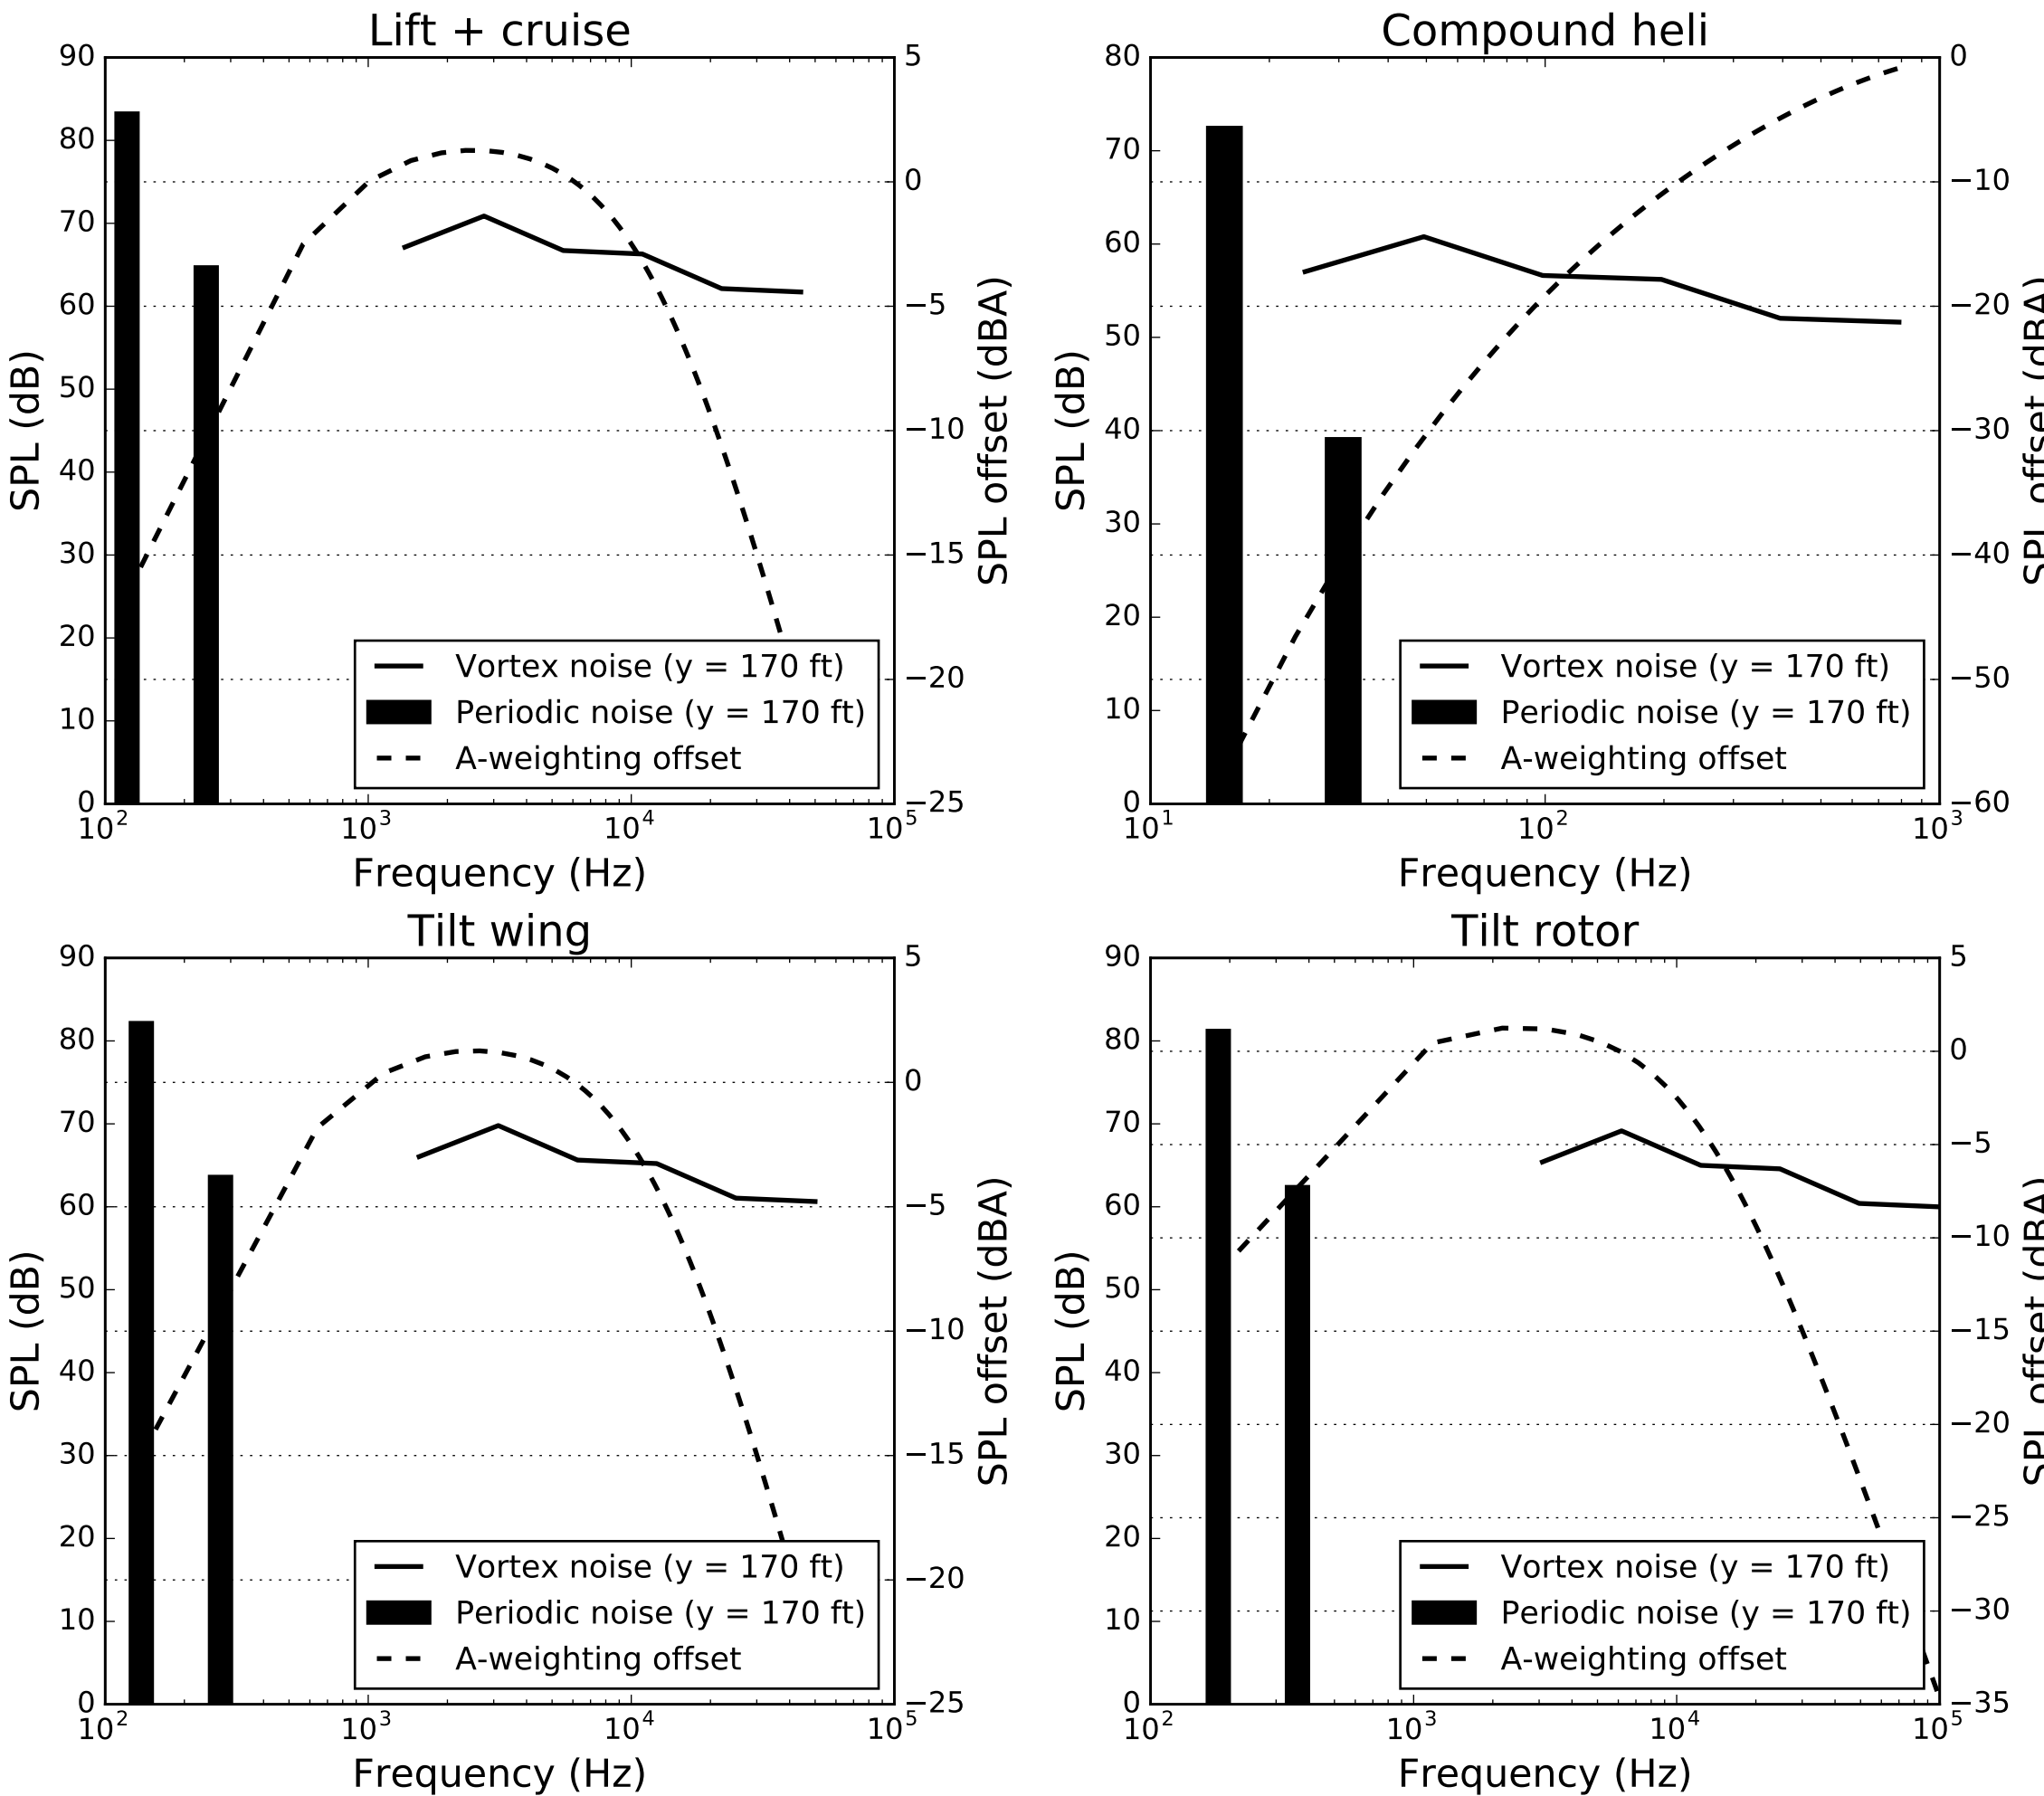 Lift + cruise
90
80
70
60
50
40
30
20
10
0
SPL (dB)
5
0
−5
−10
−15
−20
−25
SPL offset (dBA)
Vortex noise (y = 170 ft)
Periodic noise (y = 170 ft)
A-weighting offset
10² 10³ 10⁴ 10⁵
Frequency (Hz)
Compound heli
80
70
60
50
40
30
20
10
0
SPL (dB)
0
−10
−20
−30
−40
−50
−60
SPL offset (dBA)
Vortex noise (y = 170 ft)
Periodic noise (y = 170 ft)
A-weighting offset
10¹ 10² 10³
Frequency (Hz)
Tilt wing
90
80
70
60
50
40
30
20
10
0
SPL (dB)
5
0
−5
−10
−15
−20
−25
SPL offset (dBA)
Vortex noise (y = 170 ft)
Periodic noise (y = 170 ft)
A-weighting offset
10² 10³ 10⁴ 10⁵
Frequency (Hz)
Tilt rotor
90
80
70
60
50
40
30
20
10
0
SPL (dB)
5
0
−5
−10
−15
−20
−25
−30
−35
SPL offset (dBA)
Vortex noise (y = 170 ft)
Periodic noise (y = 170 ft)
A-weighting offset
10² 10³ 10⁴ 10⁵
Frequency (Hz)